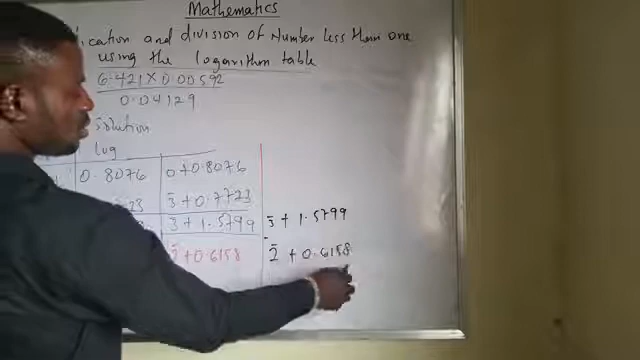 Mathematics
ication and division of Number Less than one
using the logarithm table
6.421 X 0.00592
0.04129
Solution
Log
0.8076 0 + 0.8076
23 3̄ + 0.7723
3̄ + 1.5799 3̄ + 1.5799
2̄ + 0.6158 2̄ + 0.6158